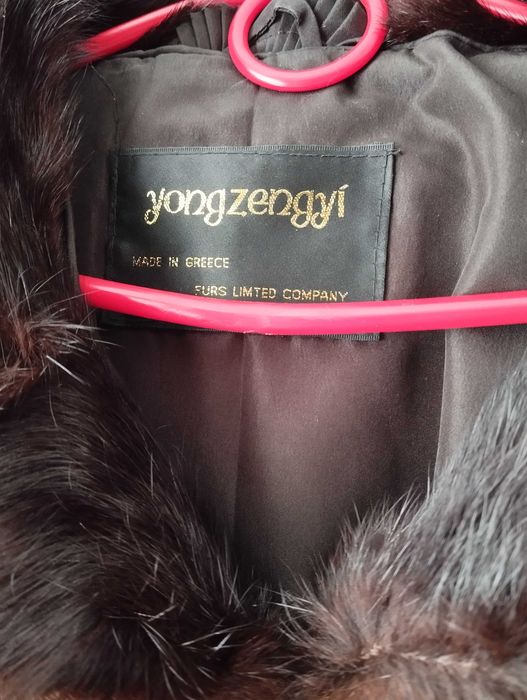 yongzengyi
MADE IN GREECE
FURS LIMTED COMPANY